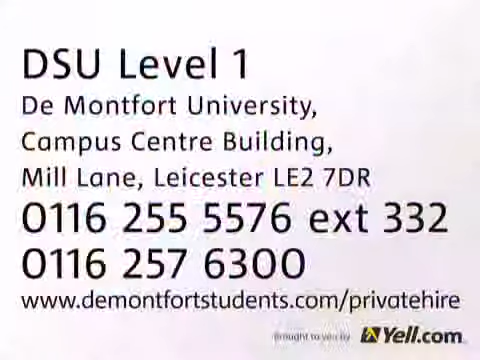 DSU Level 1
De Montfort University,
Campus Centre Building,
Mill Lane, Leicester LE2 7DR
0116 255 5576 ext 332
0116 257 6300
www.demontfortstudents.com/privatehire
Brought to you by Yell.com